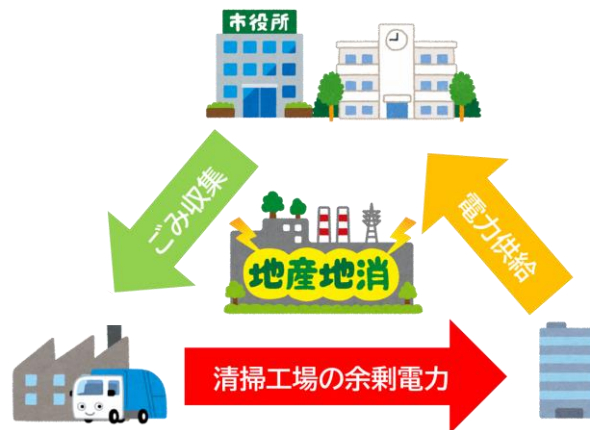 市役所
ごみ収集
電力供給
地産地消
清掃工場の余剰電力